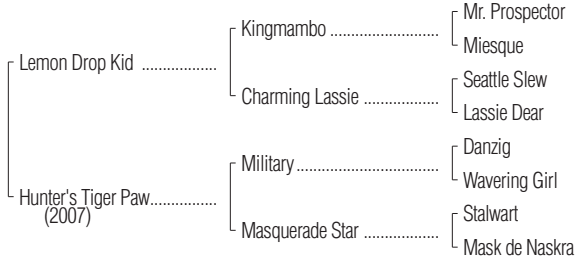 Mr. Prospector
Kingmambo ......................
Miesque
Lemon Drop Kid ................
Seattle Slew
Charming Lassie ................
Lassie Dear
Danzig
Military..............................
Wavering Girl
Hunter's Tiger Paw..............
(2007)
Stalwart
Masquerade Star ................
Mask de Naskra